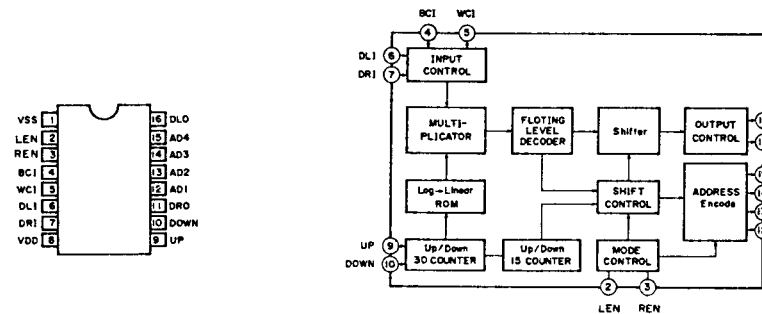 VSS 1
LEN 2
REN 3
BCI 4
WCI 5
DLI 6
DRI 7
VDD 8
16 DLO
15 AD4
14 AD3
13 AD2
12 AD1
11 DRO
10 DOWN
9 UP
BCI WCI
4 5
DLI 6
DRI 7
INPUT
CONTROL
MULTI-
PLICATOR
FLOTING
LEVEL
DECODER
Shifter
OUTPUT
CONTROL
Log→Linear
ROM
SHIFT
CONTROL
ADDRESS
Encode
UP 9
DOWN 10
Up/Down
3D COUNTER
Up/Down
15 COUNTER
MODE
CONTROL
2 3
LEN REN